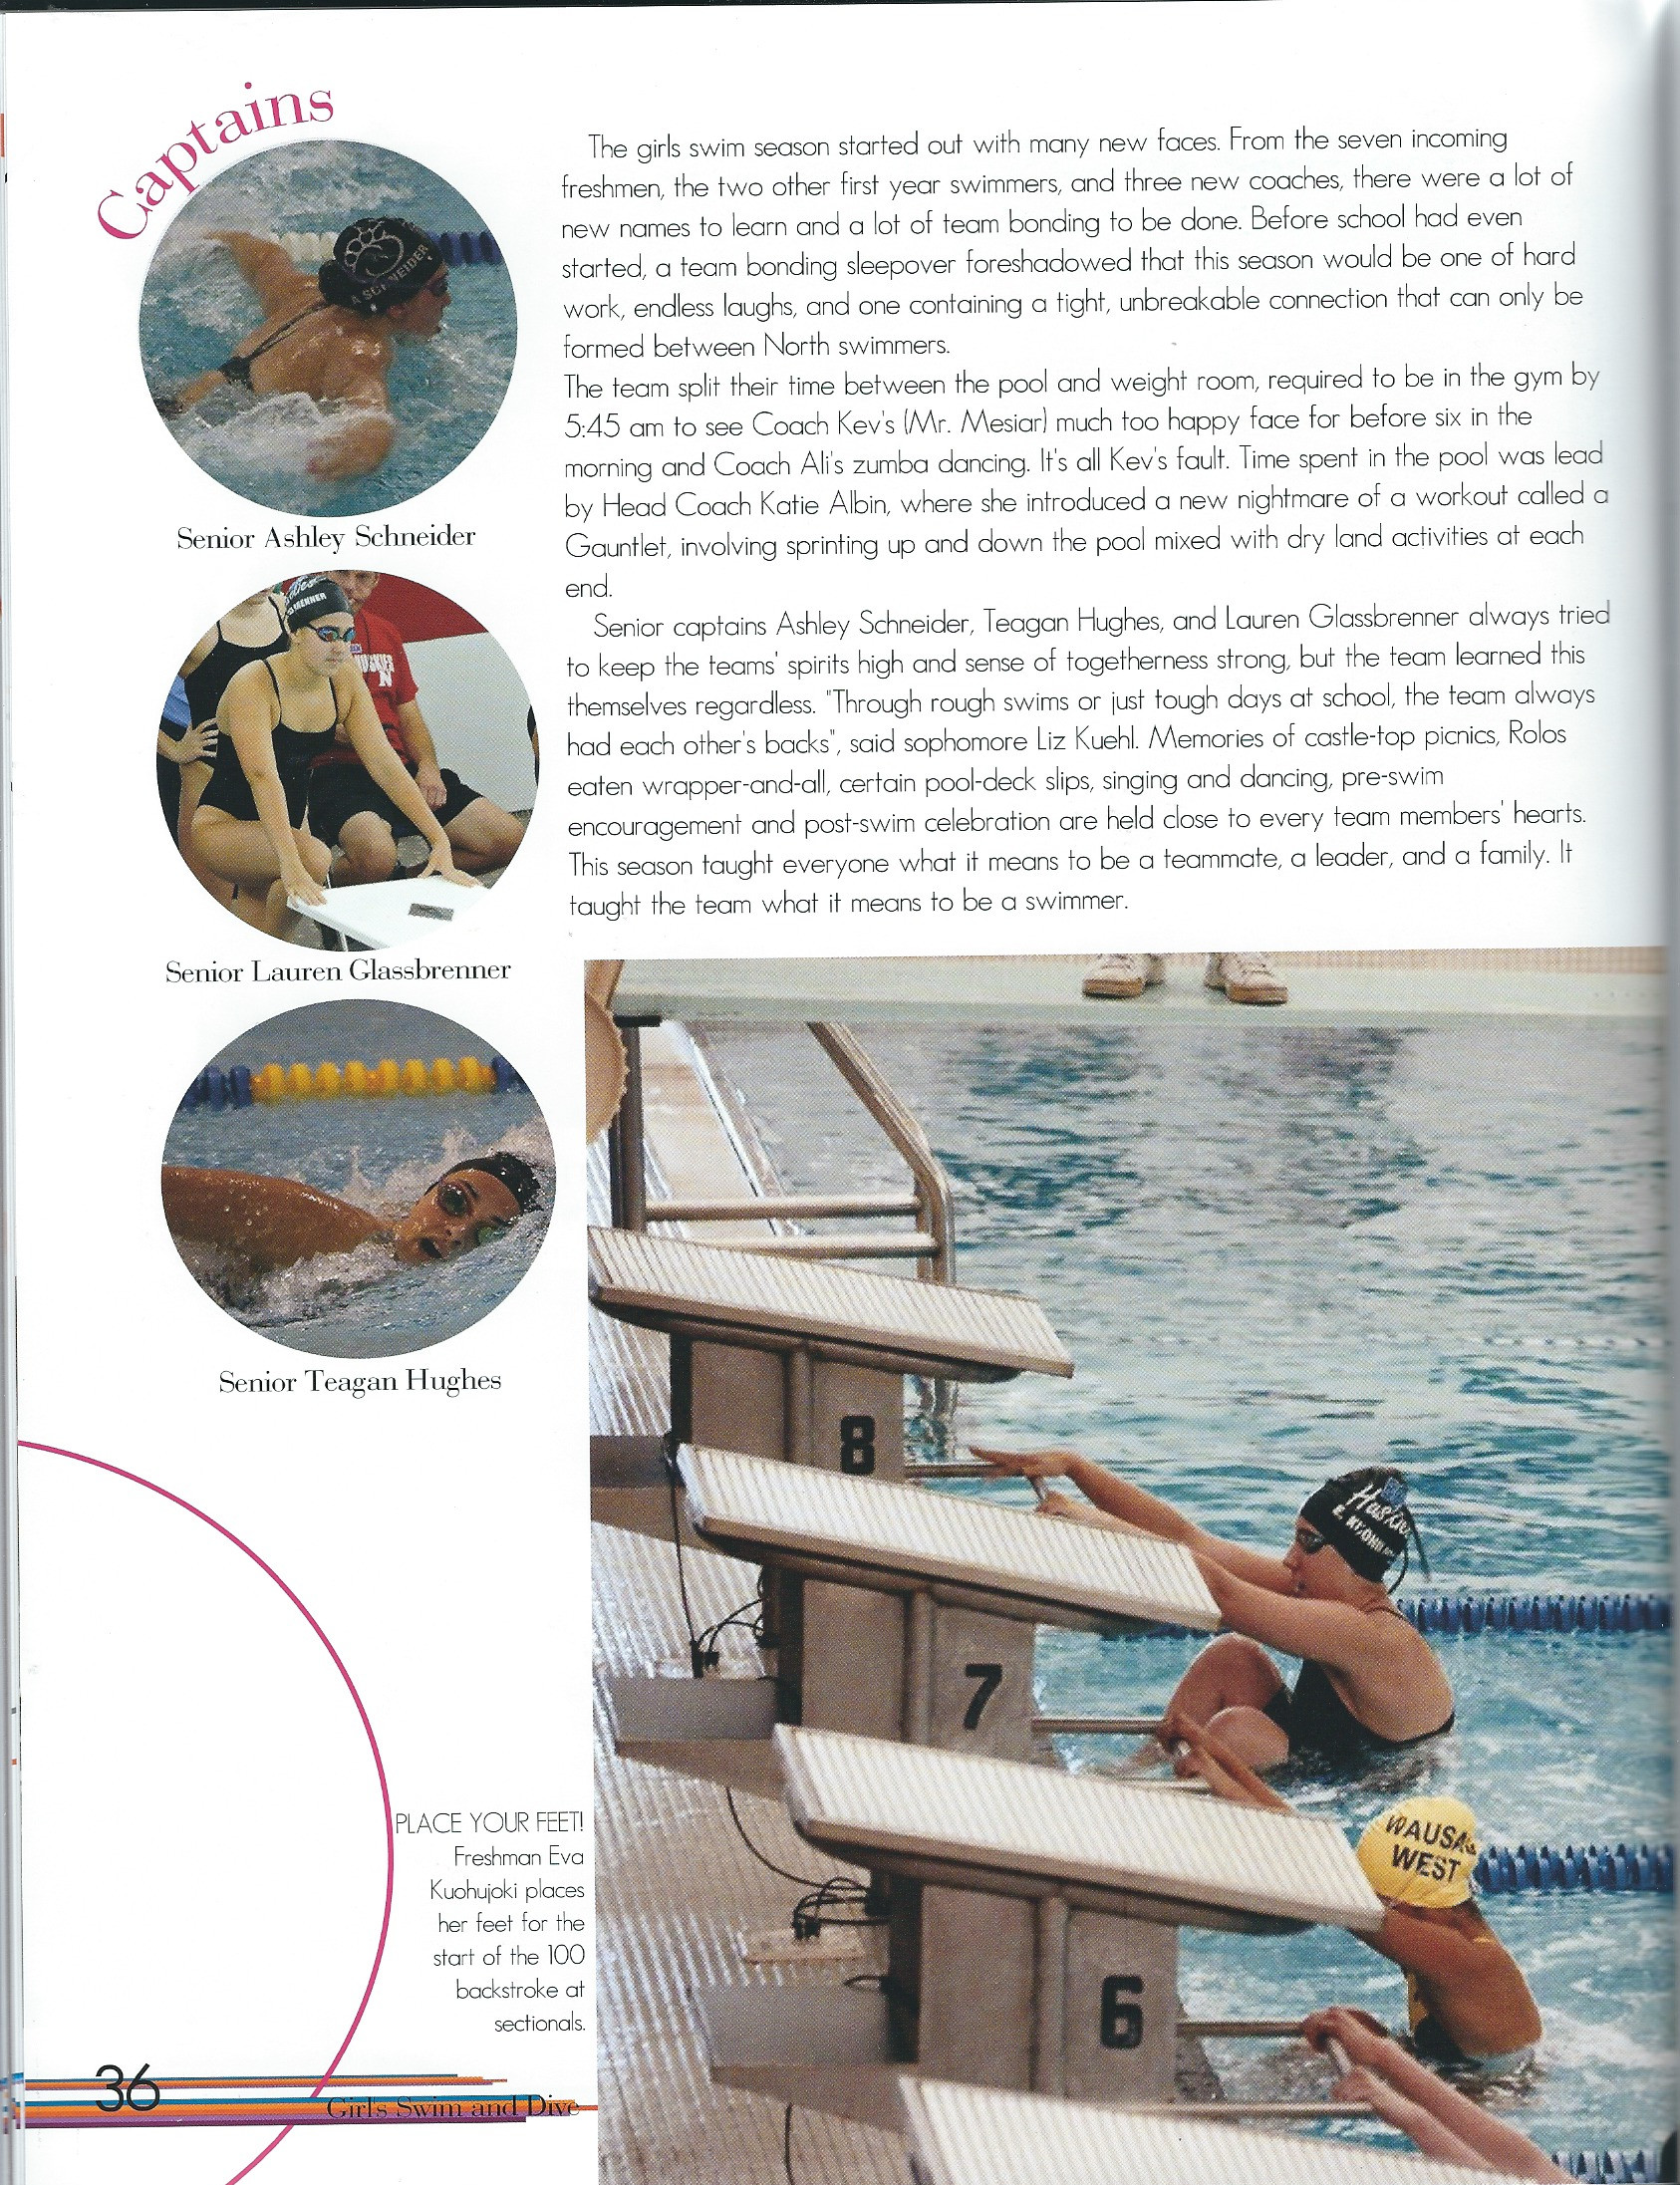 Captains
A SCHNEIDER
Senior Ashley Schneider
HUSKIES
N
Senior Lauren Glassbrenner
Senior Teagan Hughes
The girls swim season started out with many new faces. From the seven incoming
freshmen, the two other first year swimmers, and three new coaches, there were a lot of
new names to learn and a lot of team bonding to be done. Before school had even
started, a team bonding sleepover foreshadowed that this season would be one of hard
work, endless laughs, and one containing a tight, unbreakable connection that can only be
formed between North swimmers.
The team split their time between the pool and weight room, required to be in the gym by
5:45 am to see Coach Kev's (Mr. Mesiar) much too happy face for before six in the
morning and Coach Ali's zumba dancing. It's all Kev's fault. Time spent in the pool was lead
by Head Coach Katie Albin, where she introduced a new nightmare of a workout called a
Gauntlet, involving sprinting up and down the pool mixed with dry land activities at each
end.
Senior captains Ashley Schneider, Teagan Hughes, and Lauren Glassbrenner always tried
to keep the teams' spirits high and sense of togetherness strong, but the team learned this
themselves regardless. "Through rough swims or just tough days at school, the team always
had each other's backs", said sophomore Liz Kuehl. Memories of castle-top picnics, Rolos
eaten wrapper-and-all, certain pool-deck slips, singing and dancing, pre-swim
encouragement and post-swim celebration are held close to every team members' hearts.
This season taught everyone what it means to be a teammate, a leader, and a family. It
taught the team what it means to be a swimmer.
8
7
6
WAUSAU
WEST
PLACE YOUR FEET!
Freshman Eva
Kuohujoki places
her feet for the
start of the 100
backstroke at
sectionals.
36
Girls Swim and Dive